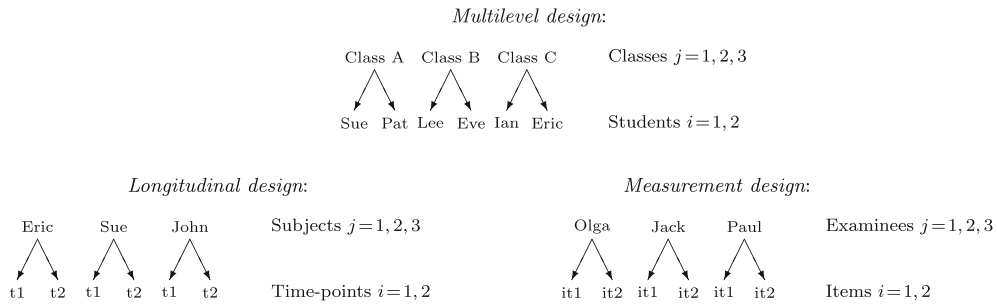 Multilevel design:
Class A Class B Class C Classes j=1, 2, 3
Sue Pat Lee Eve Ian Eric Students i=1, 2
Longitudinal design:
Eric Sue John Subjects j=1, 2, 3
t1 t2 t1 t2 t1 t2 Time-points i=1, 2
Measurement design:
Olga Jack Paul Examinees j=1, 2, 3
it1 it2 it1 it2 it1 it2 Items i=1, 2